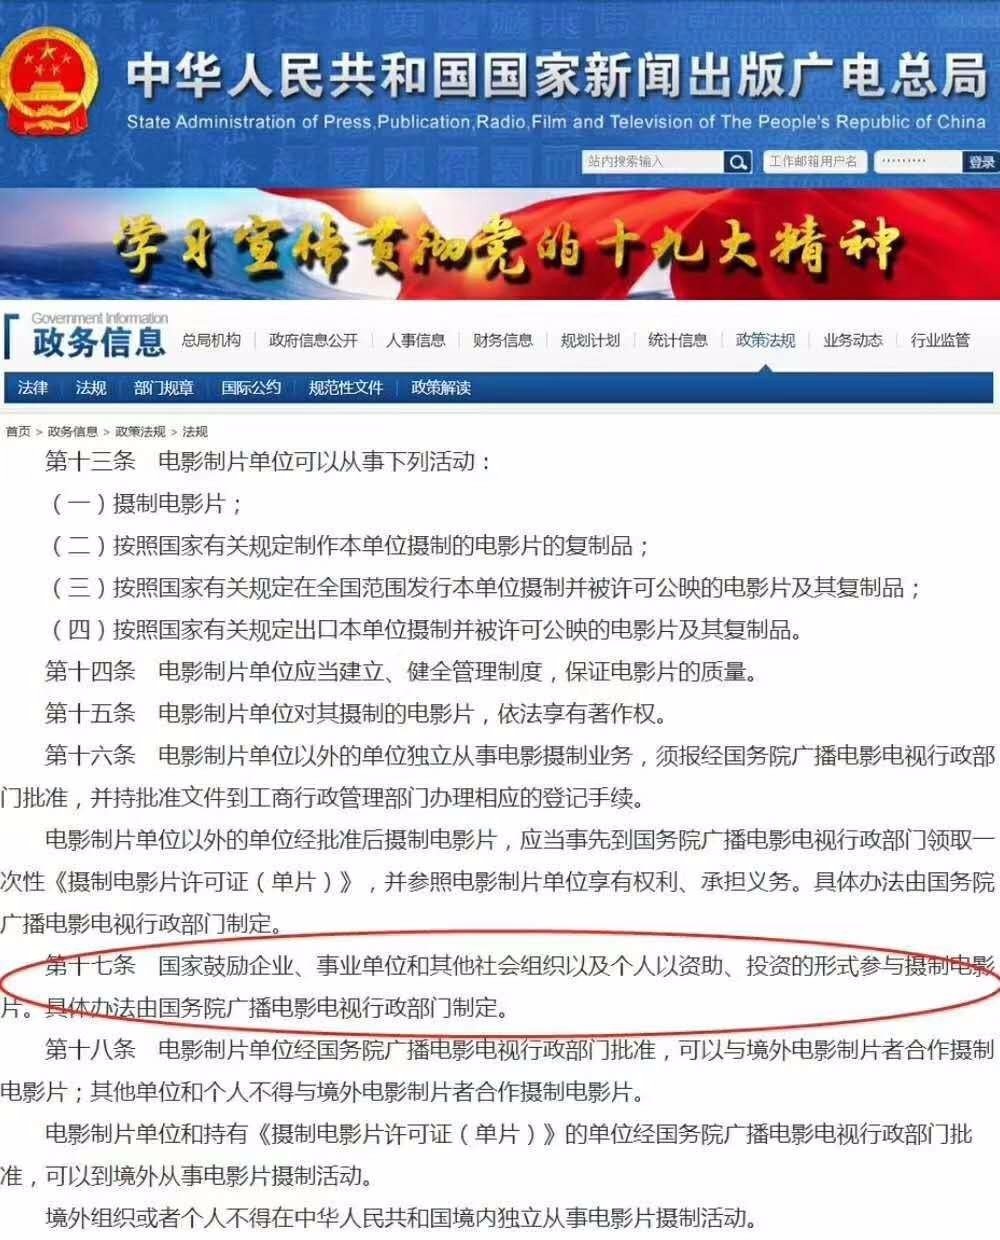 中华人民共和国国家新闻出版广电总局
State Administration of Press,Publication,Radio,Film and Television of The People's Republic of China
站内搜索输入 工作邮箱用户名 ········· 登录
学习宣传贯彻党的十九大精神
Government Information
政务信息 总局机构 政府信息公开 人事信息 财务信息 规划计划 统计信息 政策法规 业务动态 行业监管
法律 法规 部门规章 国际公约 规范性文件 政策解读
首页 > 政务信息 > 政策法规 > 法规
第十三条 电影制片单位可以从事下列活动：
（一）摄制电影片；
（二）按照国家有关规定制作本单位摄制的电影片的复制品；
（三）按照国家有关规定在全国范围发行本单位摄制并被许可公映的电影片及其复制品；
（四）按照国家有关规定出口本单位摄制并被许可公映的电影片及其复制品。
第十四条 电影制片单位应当建立、健全管理制度，保证电影片的质量。
第十五条 电影制片单位对其摄制的电影片，依法享有著作权。
第十六条 电影制片单位以外的单位独立从事电影摄制业务，须报经国务院广播电影电视行政部
门批准，并持批准文件到工商行政管理部门办理相应的登记手续。
电影制片单位以外的单位经批准后摄制电影片，应当事先到国务院广播电影电视行政部门领取一
次性《摄制电影片许可证（单片）》，并参照电影制片单位享有权利、承担义务。具体办法由国务院
广播电影电视行政部门制定。
第十七条 国家鼓励企业、事业单位和其他社会组织以及个人以资助、投资的形式参与摄制电影
片。具体办法由国务院广播电影电视行政部门制定。
第十八条 电影制片单位经国务院广播电影电视行政部门批准，可以与境外电影制片者合作摄制
电影片；其他单位和个人不得与境外电影制片者合作摄制电影片。
电影制片单位和持有《摄制电影片许可证（单片）》的单位经国务院广播电影电视行政部门批
准，可以到境外从事电影片摄制活动。
境外组织或者个人不得在中华人民共和国境内独立从事电影片摄制活动。